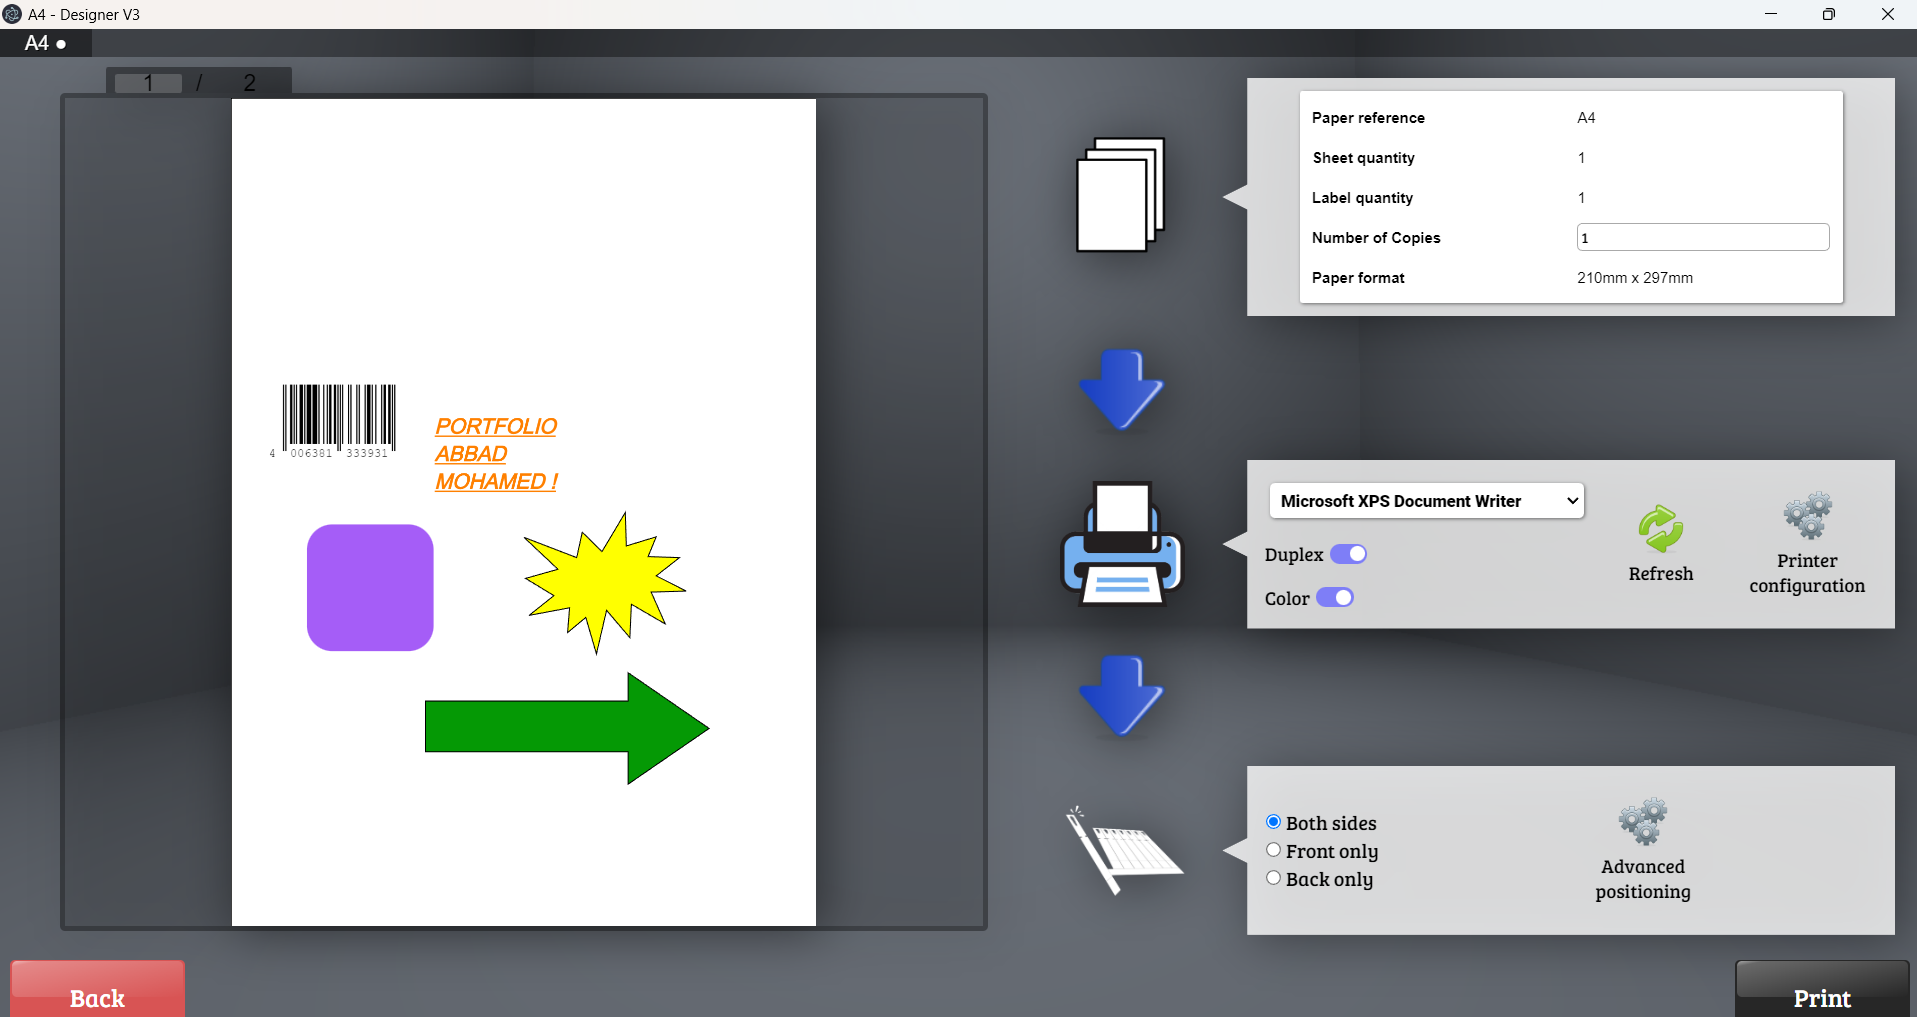 A4 - Designer V3
A4 ●
1 / 2
4 006381 333931
PORTFOLIO
ABBAD
MOHAMED !
Paper reference A4
Sheet quantity 1
Label quantity 1
Number of Copies 1
Paper format 210mm x 297mm
Microsoft XPS Document Writer
Duplex
Color
Refresh
Printer
configuration
Both sides
Front only
Back only
Advanced
positioning
Back
Print